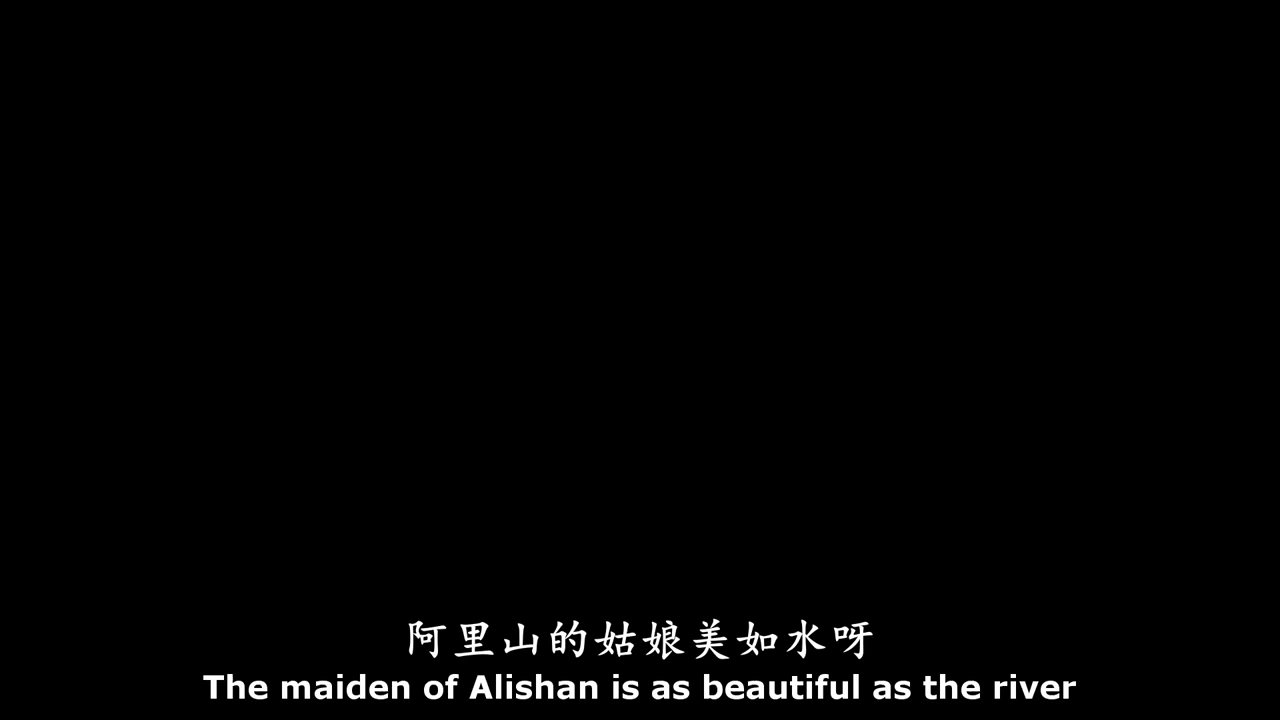 阿里山的姑娘美如水呀
The maiden of Alishan is as beautiful as the river